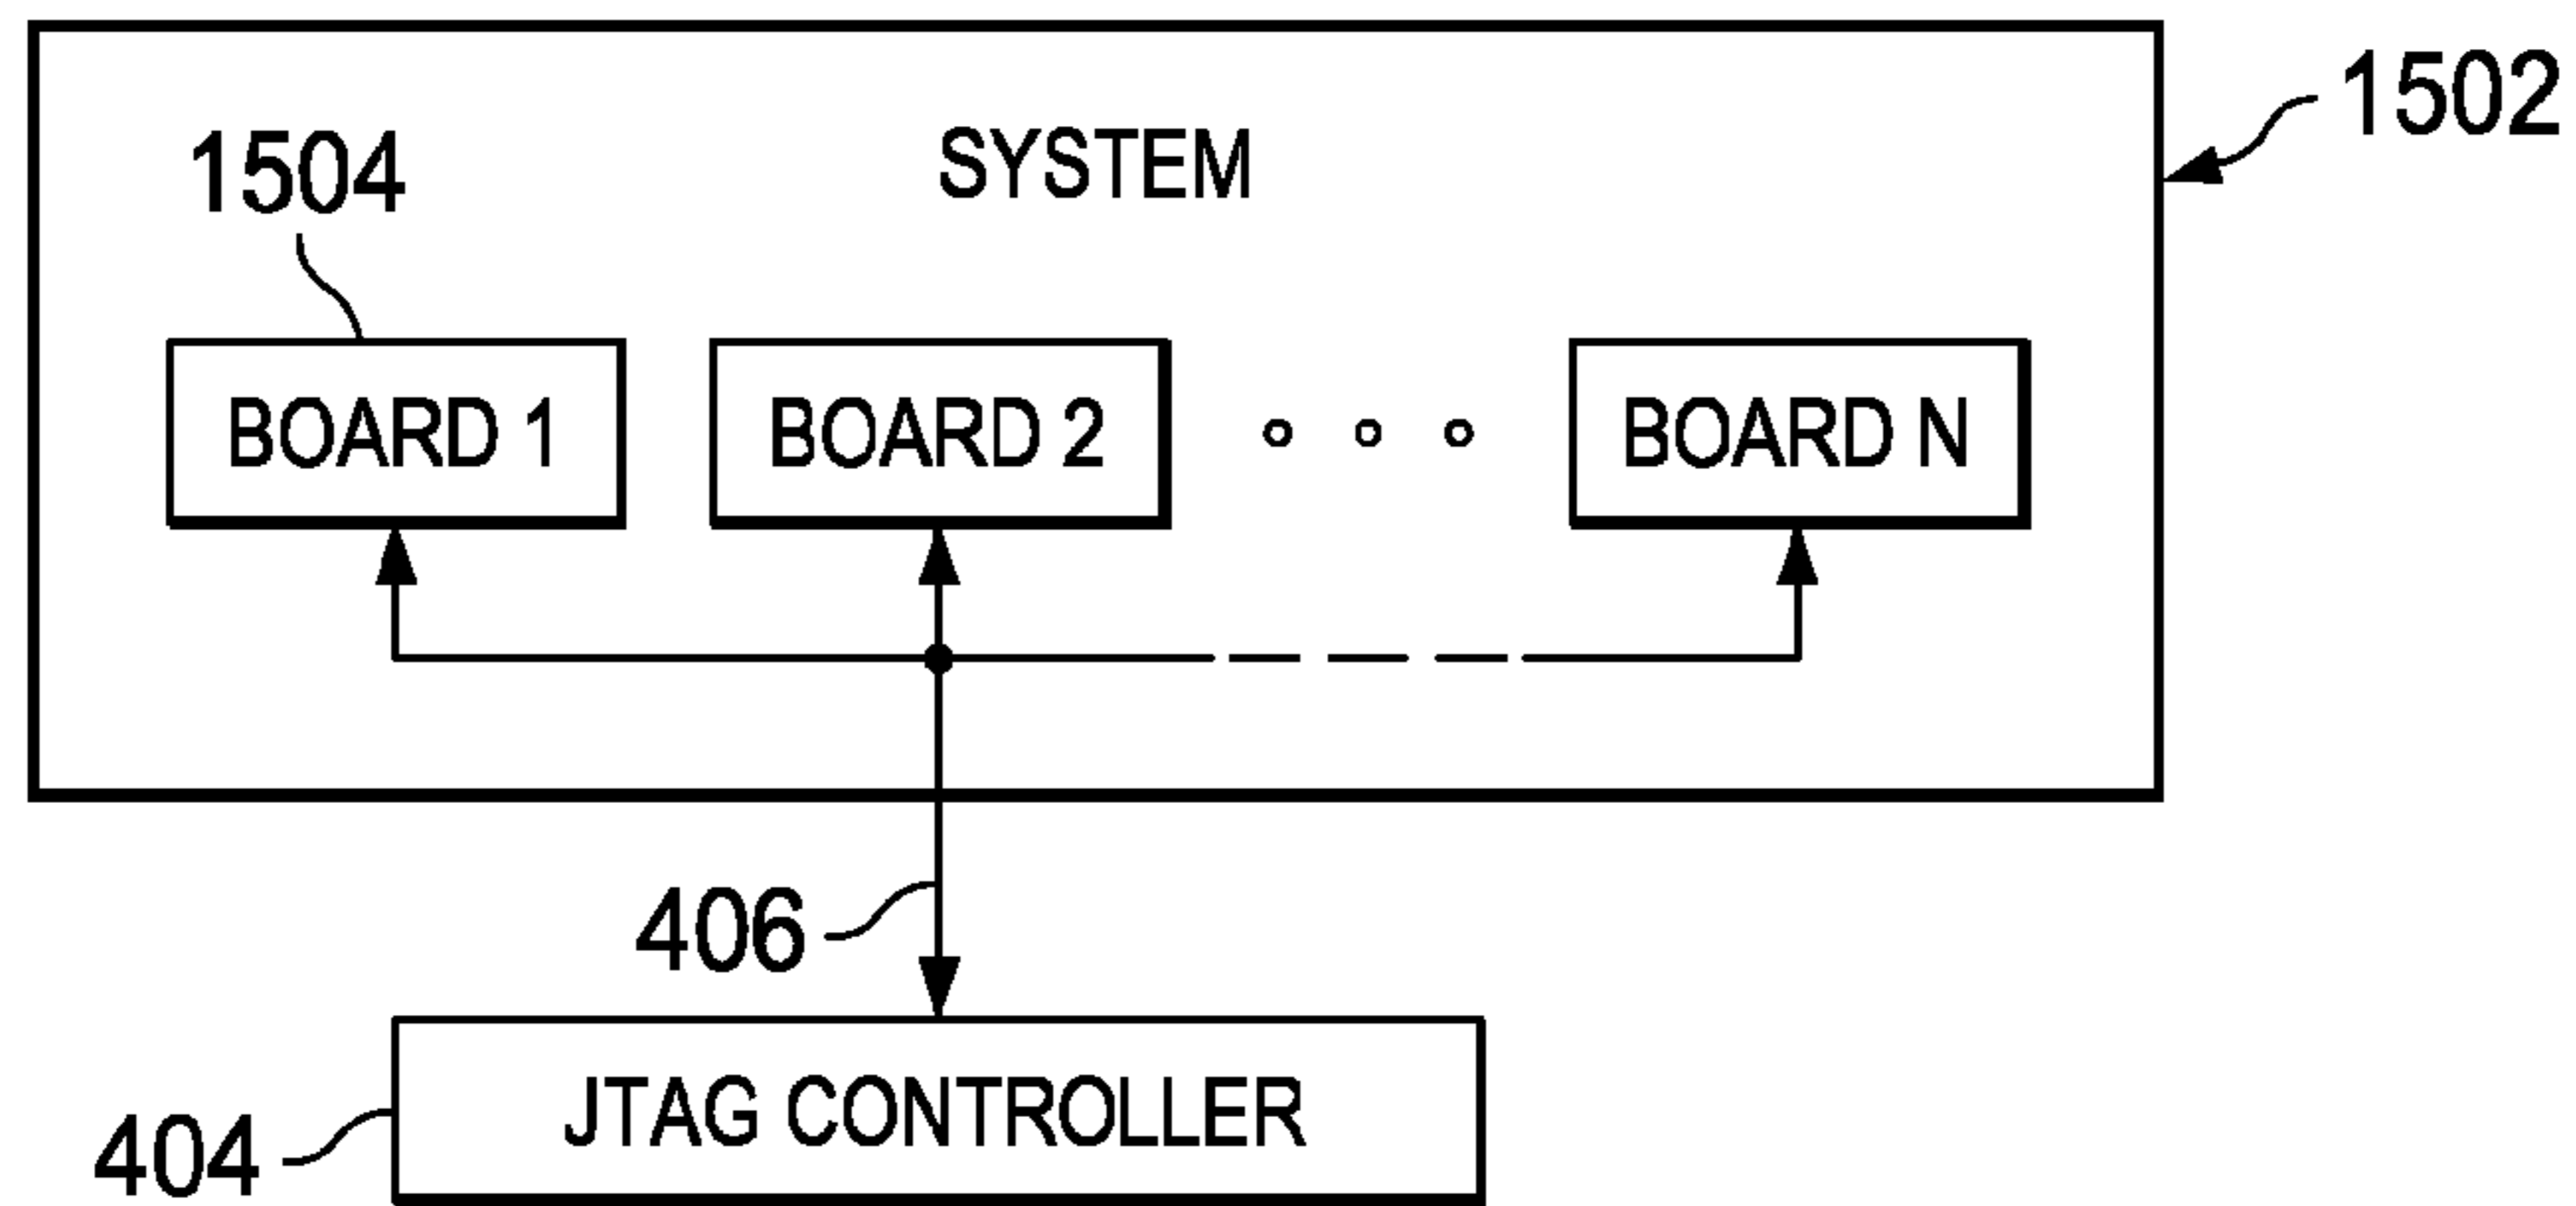 SYSTEM
1502
1504
BOARD 1
BOARD 2
BOARD N
406
JTAG CONTROLLER
404